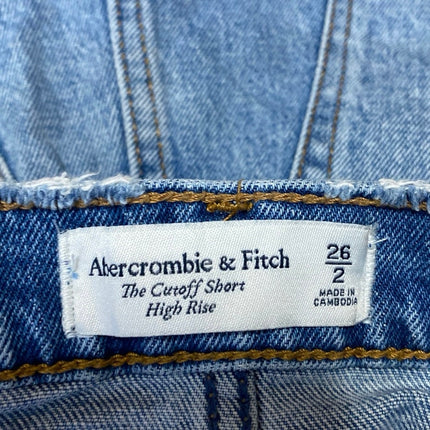 Abercrombie & Fitch
The Cutoff Short
High Rise
26
2
MADE IN
CAMBODIA